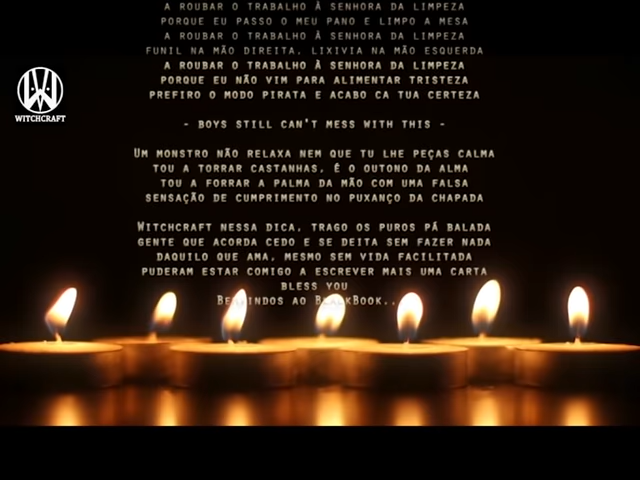 A ROUBAR O TRABALHO À SENHORA DA LIMPEZA
PORQUE EU PASSO O MEU PANO E LIMPO A MESA
A ROUBAR O TRABALHO À SENHORA DA LIMPEZA
FUNIL NA MÃO DIREITA, LIXIVIA NA MÃO ESQUERDA
A ROUBAR O TRABALHO À SENHORA DA LIMPEZA
PORQUE EU NÃO VIM PARA ALIMENTAR TRISTEZA
PREFIRO O MODO PIRATA E ACABO CA TUA CERTEZA
WITCHCRAFT
- BOYS STILL CAN'T MESS WITH THIS -
UM MONSTRO NÃO RELAXA NEM QUE TU LHE PEÇAS CALMA
TOU A TORRAR CASTANHAS, É O OUTONO DA ALMA
TOU A FORRAR A PALMA DA MÃO COM UMA FALSA
SENSAÇÃO DE CUMPRIMENTO NO PUXANÇO DA CHAPADA
WITCHCRAFT NESSA DICA, TRAGO OS PUROS PÁ BALADA
GENTE QUE ACORDA CEDO E SE DEITA SEM FAZER NADA
DAQUILO QUE AMA, MESMO SEM VIDA FACILITADA
PUDERAM ESTAR COMIGO A ESCREVER MAIS UMA CARTA
BLESS YOU
BEMVINDOS AO BLACKBOOK...